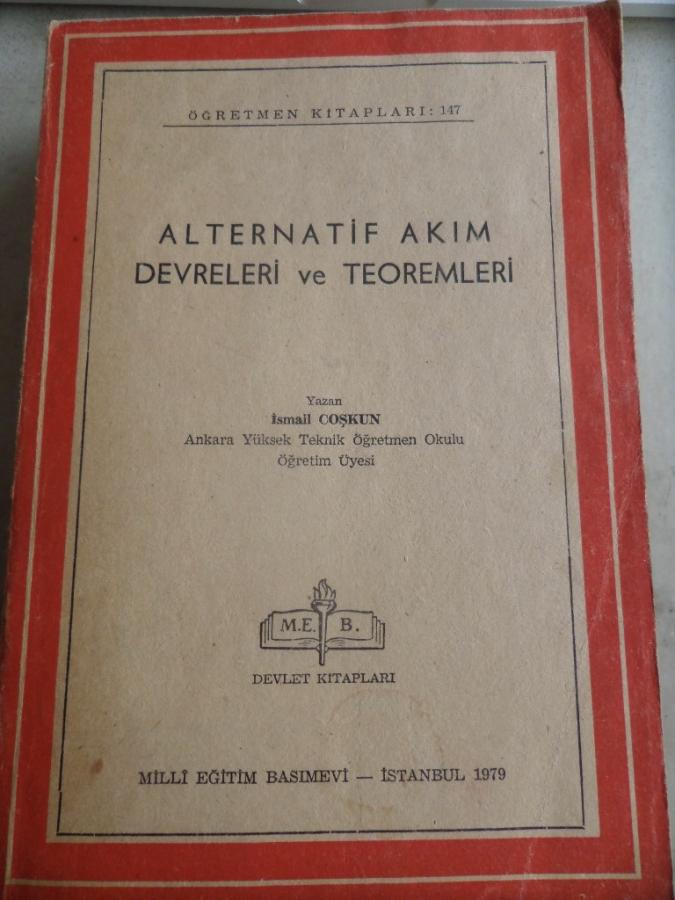 ÖĞRETMEN KİTAPLARI: 147
ALTERNATİF AKIM
DEVRELERİ ve TEOREMLERİ
Yazan
İsmail COŞKUN
Ankara Yüksek Teknik Öğretmen Okulu
Öğretim Üyesi
M.E. B.
DEVLET KİTAPLARI
MİLLÎ EĞİTİM BASIMEVİ — İSTANBUL 1979